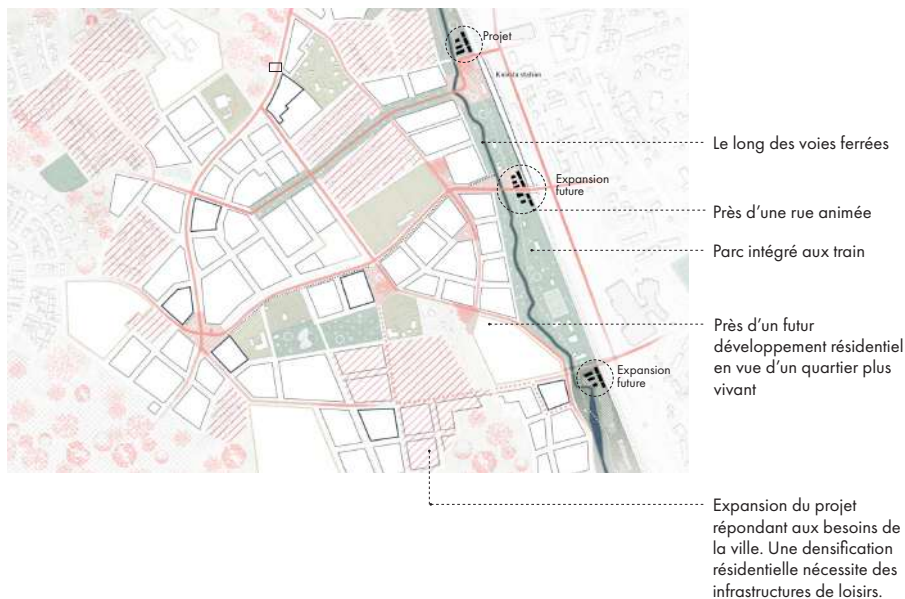 Projet
station
Expansion
future
Expansion
future
Le long des voies ferrées
Près d'une rue animée
Parc intégré aux train
Près d'un futur
développement résidentiel
en vue d'un quartier plus
vivant
Expansion du projet
répondant aux besoins de
la ville. Une densification
résidentielle nécessite des
infrastructures de loisirs.